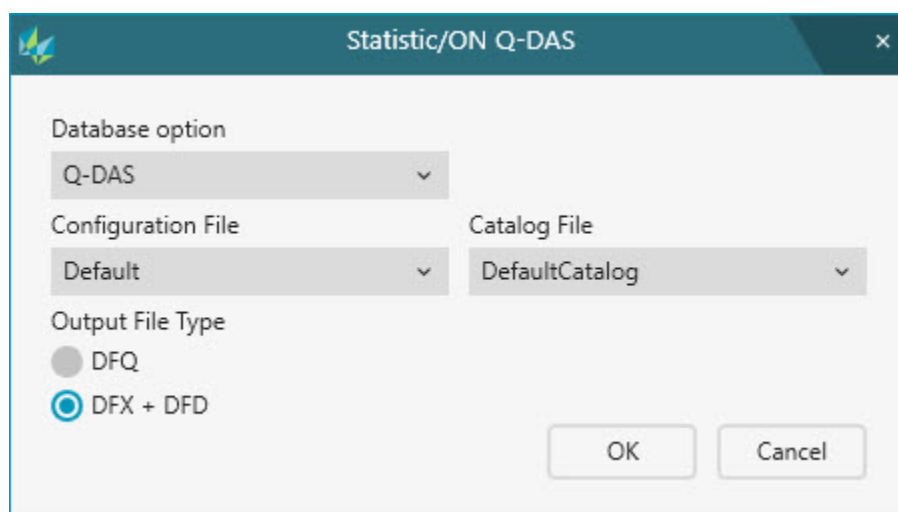 Statistic/ON Q-DAS
Database option
Q-DAS
Configuration File
Catalog File
Default
DefaultCatalog
Output File Type
DFQ
DFX + DFD
OK
Cancel